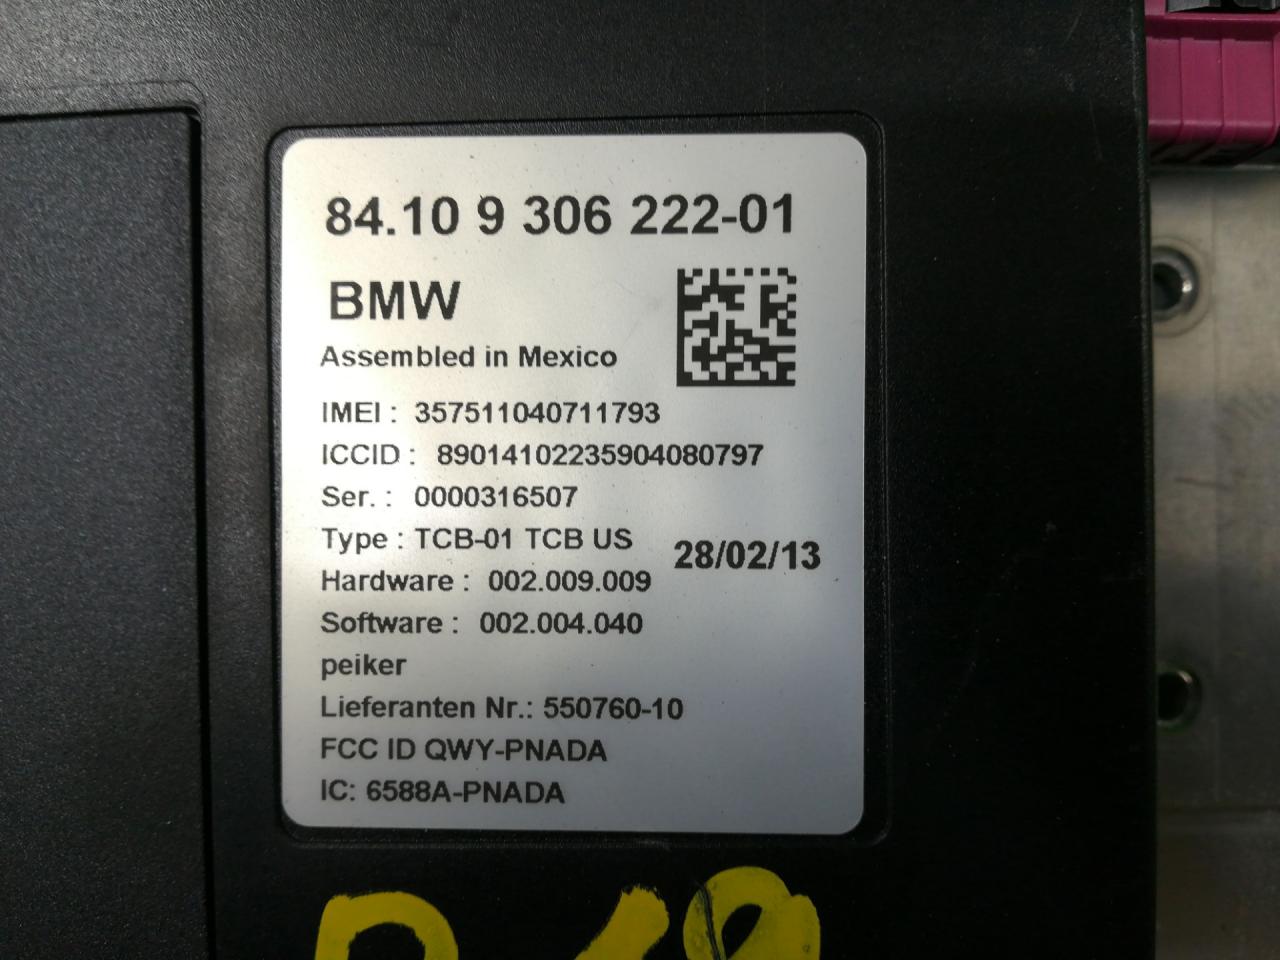 84.10 9 306 222-01
BMW
Assembled in Mexico
IMEI : 357511040711793
ICCID : 89014102235904080797
Ser. : 0000316507
Type : TCB-01 TCB US
28/02/13
Hardware : 002.009.009
Software : 002.004.040
peiker
Lieferanten Nr.: 550760-10
FCC ID QWY-PNADA
IC: 6588A-PNADA